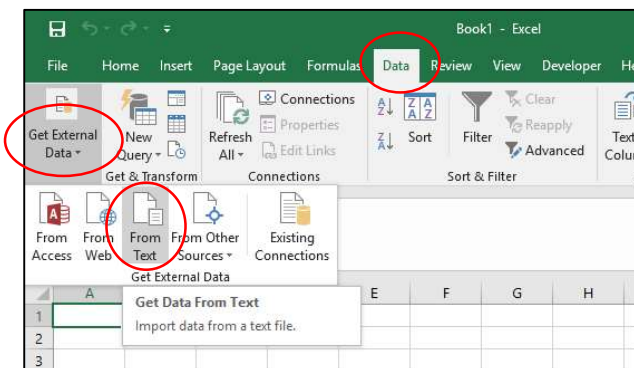 Book1 - Excel
File Home Insert Page Layout Formulas Data Review View Developer
Get External Data
New Query
Get & Transform
Refresh All
Connections
Properties
Edit Links
Connections
A Z
Z A
Z A
A Z
Sort
Filter
Clear
Reapply
Advanced
Sort & Filter
Text
From Access
From Web
From Text
From Other Sources
Existing Connections
Get External Data
Get Data From Text
Import data from a text file.
A E F G H
1
2
3